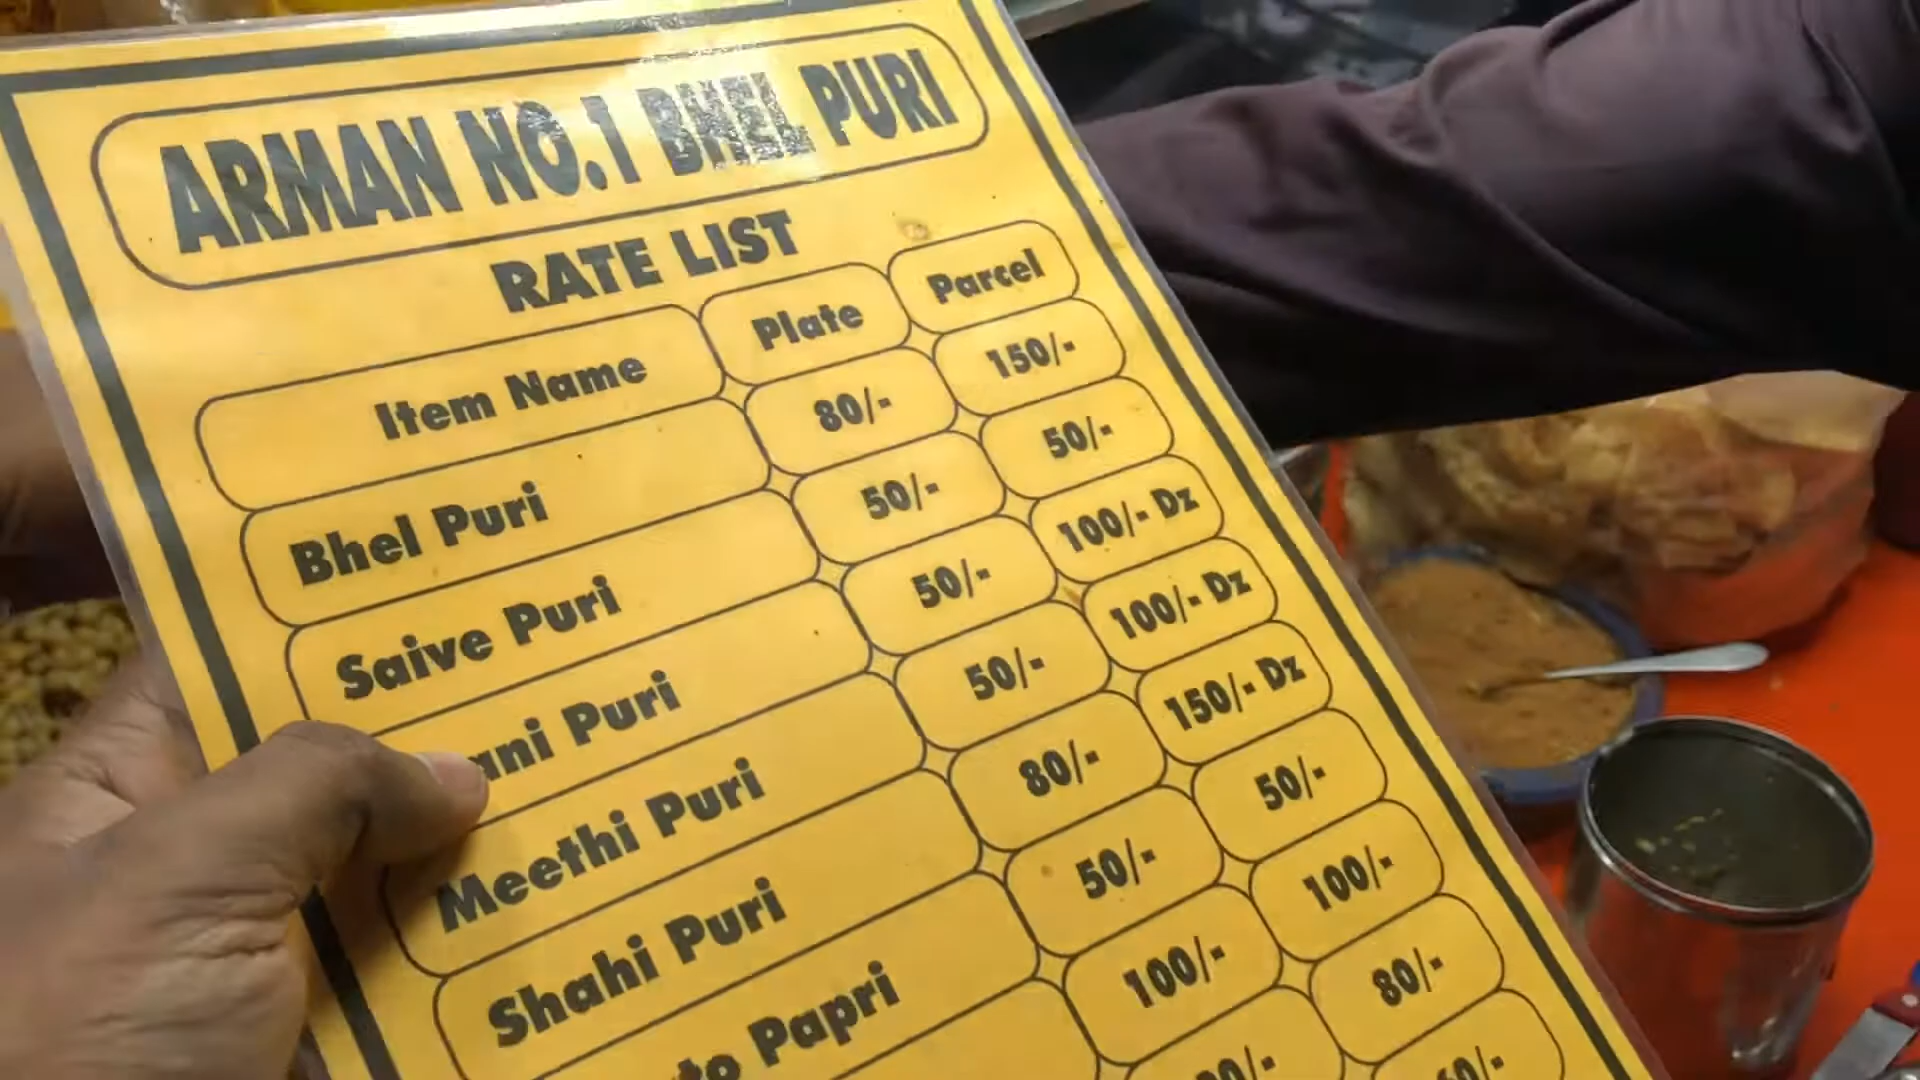 ARMAN NO.1 BHEL PURI
RATE LIST
Item Name Plate Parcel
Bhel Puri 80/- 150/-
Saive Puri 50/- 50/-
ani Puri 50/- 100/- Dz
Meethi Puri 50/- 100/- Dz
Shahi Puri 80/- 150/- Dz
to Papri 50/- 50/-
100/- 100/-
80/-